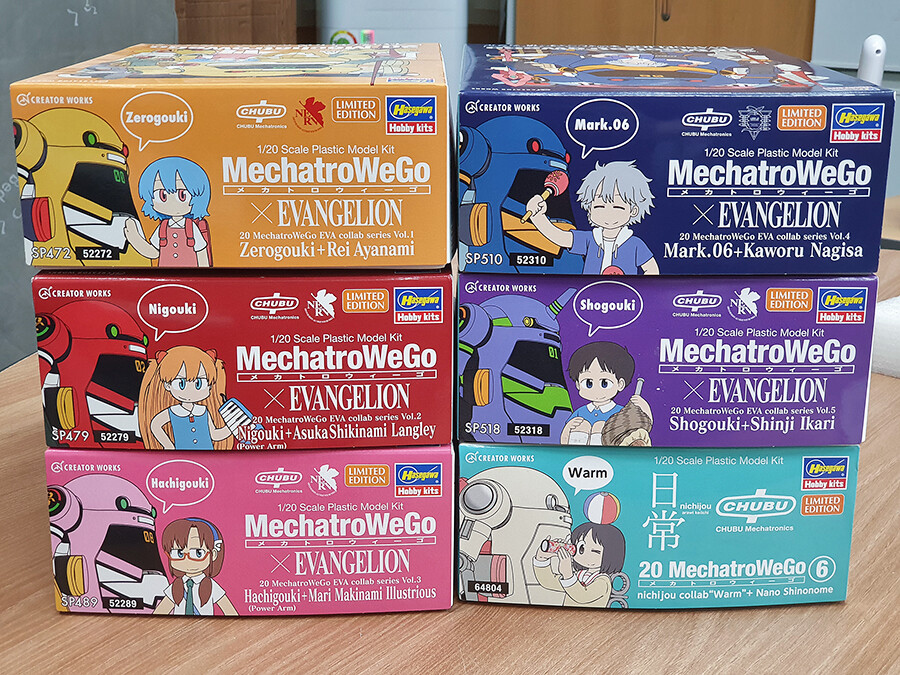 CREATOR WORKS
Zerogouki
CHUBU
CHUBU Mechatronics
NERV
LIMITED
EDITION
Hasegawa
Hobby kits
1/20 Scale Plastic Model Kit
MechatroWeGo
メカトロウィーゴ
×EVANGELION
20 MechatroWeGo EVA collab series Vol.1
Zerogouki+Rei Ayanami
00
SP472 52272
CREATOR WORKS
Nigouki
CHUBU
CHUBU Mechatronics
NERV
LIMITED
EDITION
Hasegawa
Hobby kits
1/20 Scale Plastic Model Kit
MechatroWeGo
メカトロウィーゴ
×EVANGELION
20 MechatroWeGo EVA collab series Vol.2
Nigouki+Asuka Shikinami Langley
(Power Arm)
02
SP479 52279
CREATOR WORKS
Hachigouki
CHUBU
CHUBU Mechatronics
NERV
LIMITED
EDITION
Hasegawa
Hobby kits
1/20 Scale Plastic Model Kit
MechatroWeGo
メカトロウィーゴ
×EVANGELION
20 MechatroWeGo EVA collab series Vol.3
Hachigouki+Mari Makinami Illustrious
(Power Arm)
08
SP489 52289
CREATOR WORKS
Mark.06
CHUBU
CHUBU Mechatronics
LIMITED
EDITION
Hasegawa
Hobby kits
1/20 Scale Plastic Model Kit
MechatroWeGo
メカトロウィーゴ
×EVANGELION
20 MechatroWeGo EVA collab series Vol.4
Mark.06+Kaworu Nagisa
SP510 52310
CREATOR WORKS
Shogouki
CHUBU
CHUBU Mechatronics
NERV
LIMITED
EDITION
Hasegawa
Hobby kits
1/20 Scale Plastic Model Kit
MechatroWeGo
メカトロウィーゴ
×EVANGELION
20 MechatroWeGo EVA collab series Vol.5
Shogouki+Shinji Ikari
01
SP518 52318
Warm
1/20 Scale Plastic Model Kit
Hasegawa
Hobby kits
日常
nichijou
CHUBU
CHUBU Mechatronics
LIMITED
EDITION
20 MechatroWeGo 6
メカトロウィーゴ
nichijou collab"Warm"+ Nano Shinonome
64804